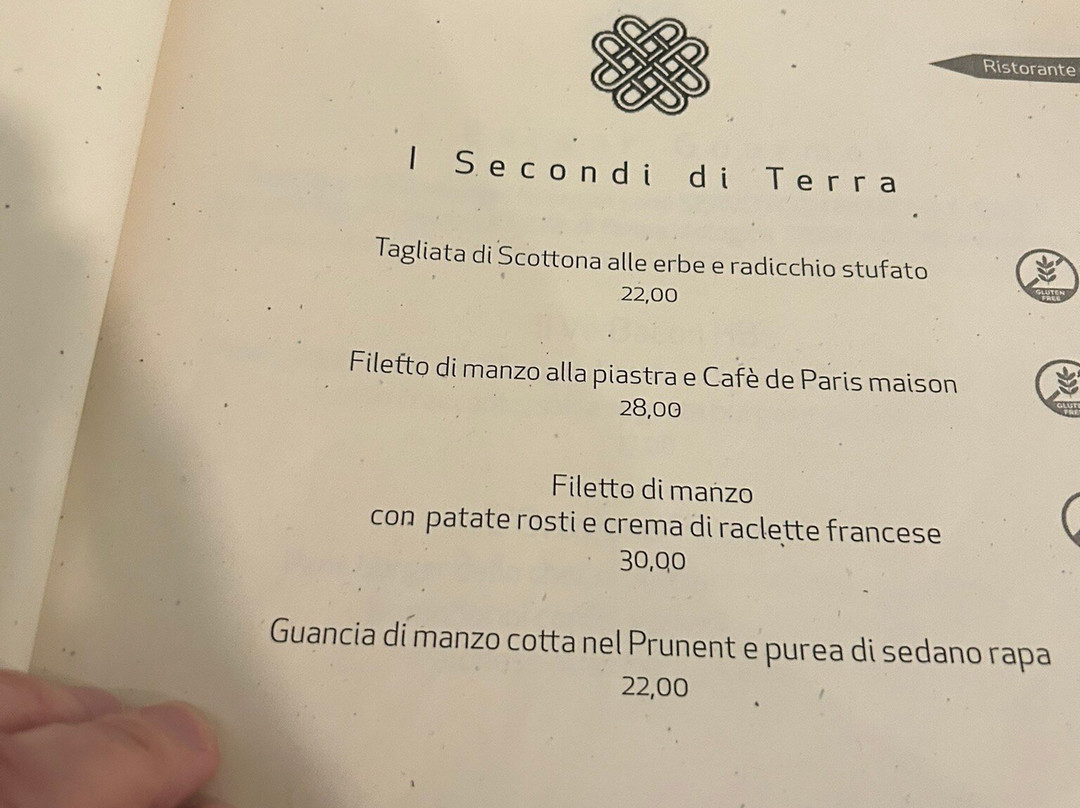 Ristorante
I Secondi di Terra
Tagliata di Scottona alle erbe e radicchio stufato
22,00
GLUTEN
FREE
Filetto di manzo alla piastra e Cafè de Paris maison
28,00
Filetto di manzo
con patate rosti e crema di raclette francese
30,00
Guancia di manzo cotta nel Prunent e purea di sedano rapa
22,00